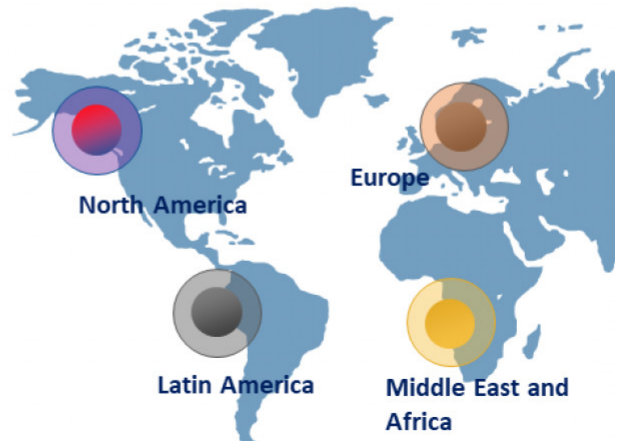 North America
Europe
Latin America
Middle East and
Africa